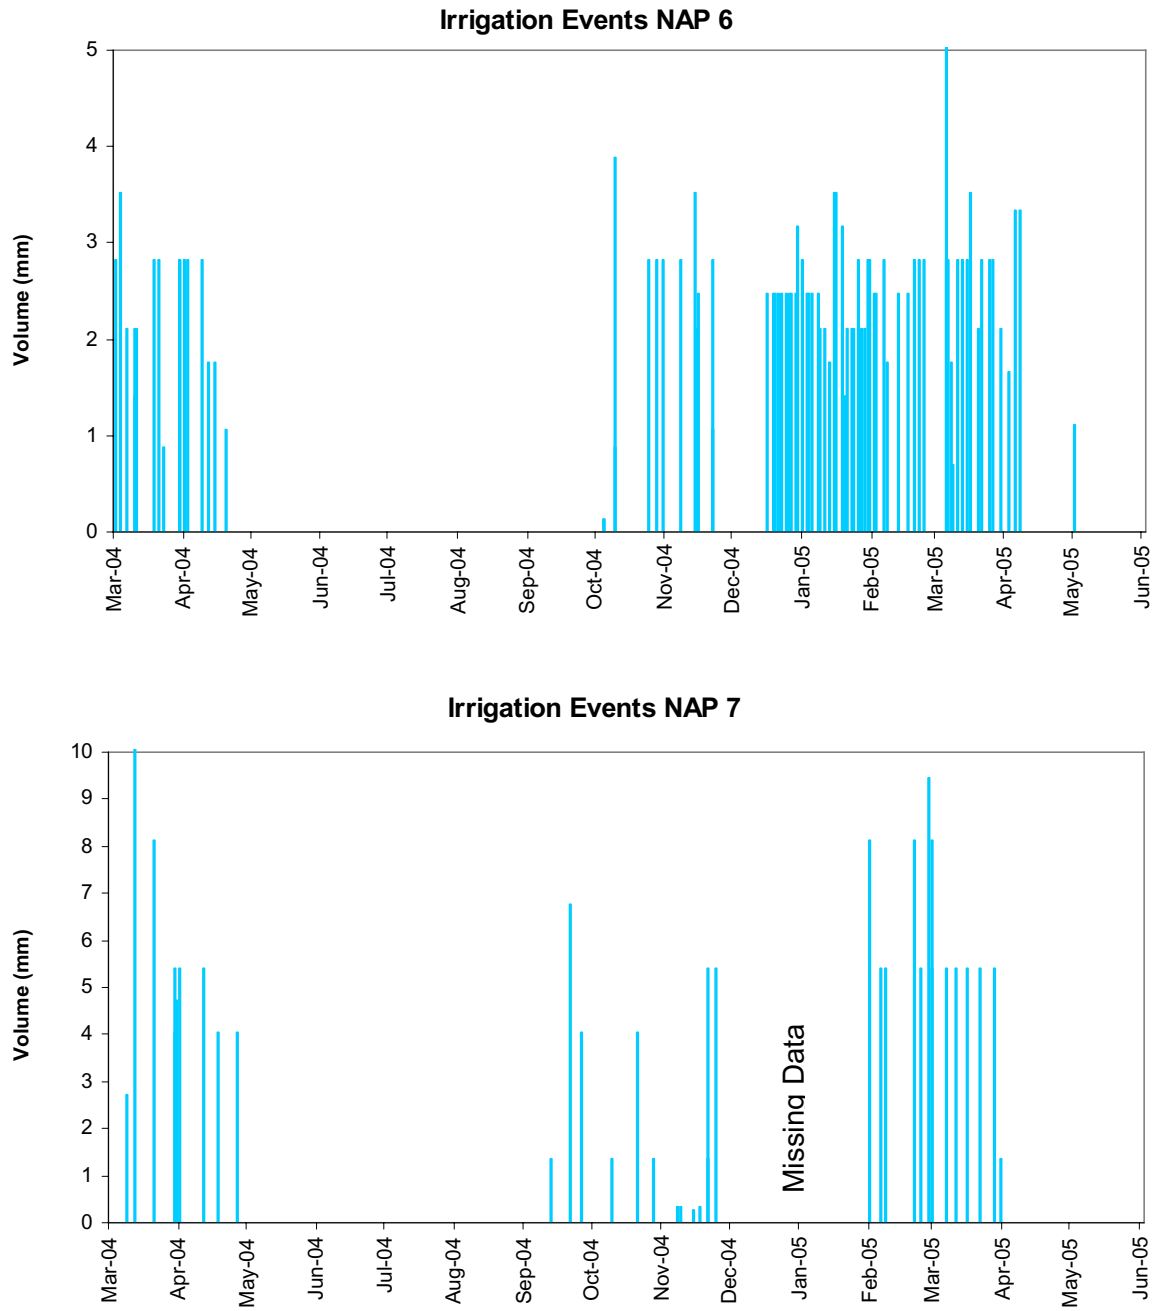 Irrigation Events NAP 6
Volume (mm)
5
4
3
2
1
0
Mar-04
Apr-04
May-04
Jun-04
Jul-04
Aug-04
Sep-04
Oct-04
Nov-04
Dec-04
Jan-05
Feb-05
Mar-05
Apr-05
May-05
Jun-05
Irrigation Events NAP 7
Volume (mm)
10
9
8
7
6
5
4
3
2
1
0
Missing Data
Mar-04
Apr-04
May-04
Jun-04
Jul-04
Aug-04
Sep-04
Oct-04
Nov-04
Dec-04
Jan-05
Feb-05
Mar-05
Apr-05
May-05
Jun-05